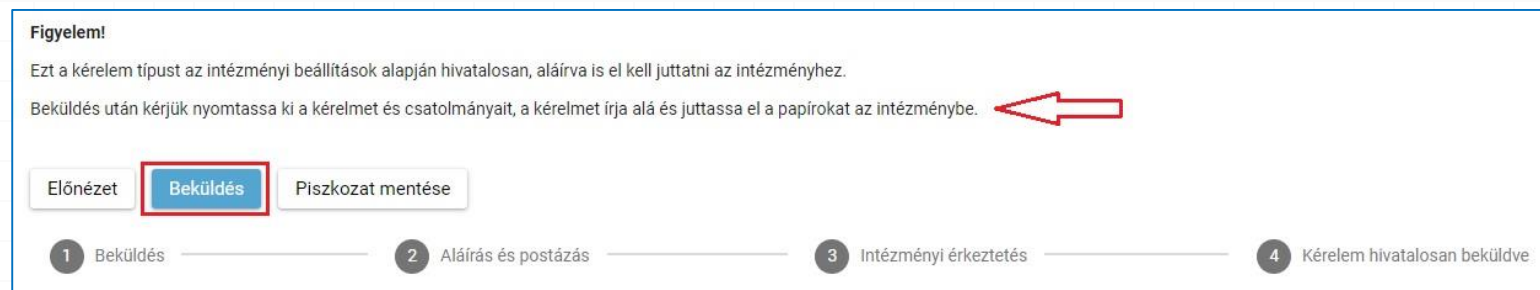 Figyelem!
Ezt a kérelem típust az intézményi beállítások alapján hivatalosan, aláírva is el kell juttatni az intézményhez.
Beküldés után kérjük nyomtassa ki a kérelmet és csatolmányait, a kérelmet írja alá és juttassa el a papírokat az intézménybe.
Előnézet Beküldés Piszkozat mentése
1 Beküldés 2 Aláírás és postázás 3 Intézményi érkeztetés 4 Kérelem hivatalosan beküldve